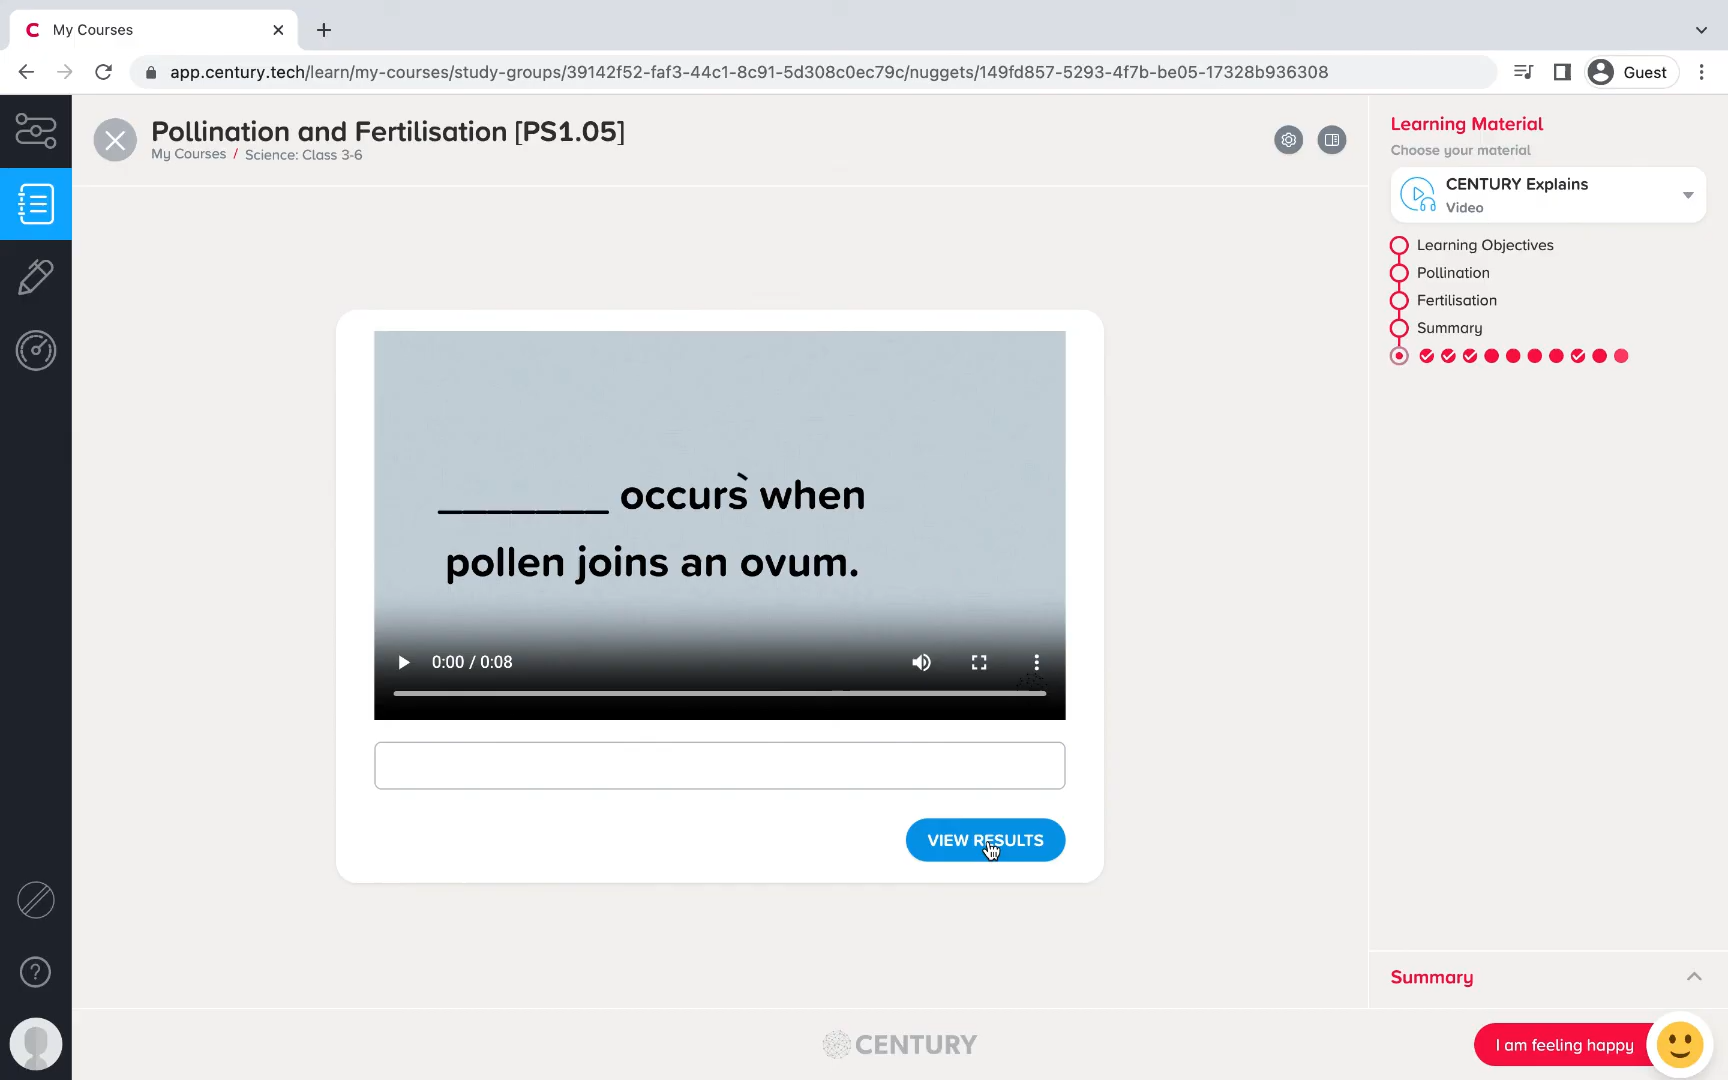 My Courses
app.century.tech/learn/my-courses/study-groups/39142f52-faf3-44c1-8c91-5d308c0ec79c/nuggets/149fd857-5293-4f7b-be05-17328b936308
Guest
Pollination and Fertilisation [PS1.05]
My Courses / Science: Class 3-6
_______ occurs when
pollen joins an ovum.
0:00 / 0:08
VIEW RESULTS
Learning Material
Choose your material
CENTURY Explains
Video
Learning Objectives
Pollination
Fertilisation
Summary
Summary
CENTURY
I am feeling happy